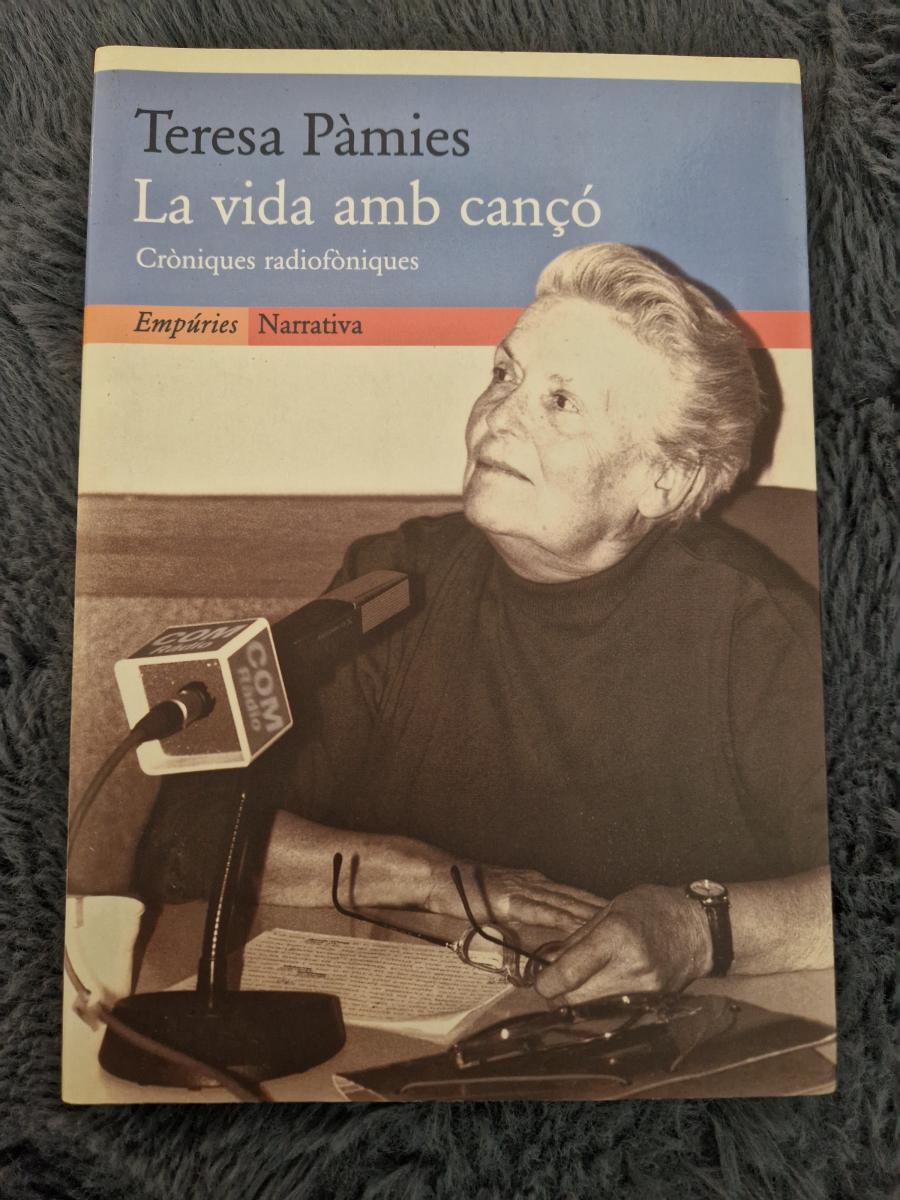 Teresa Pàmies
La vida amb cançó
Cròniques radiofòniques
Empúries Narrativa
COM
Ràdio
COM
Ràdio